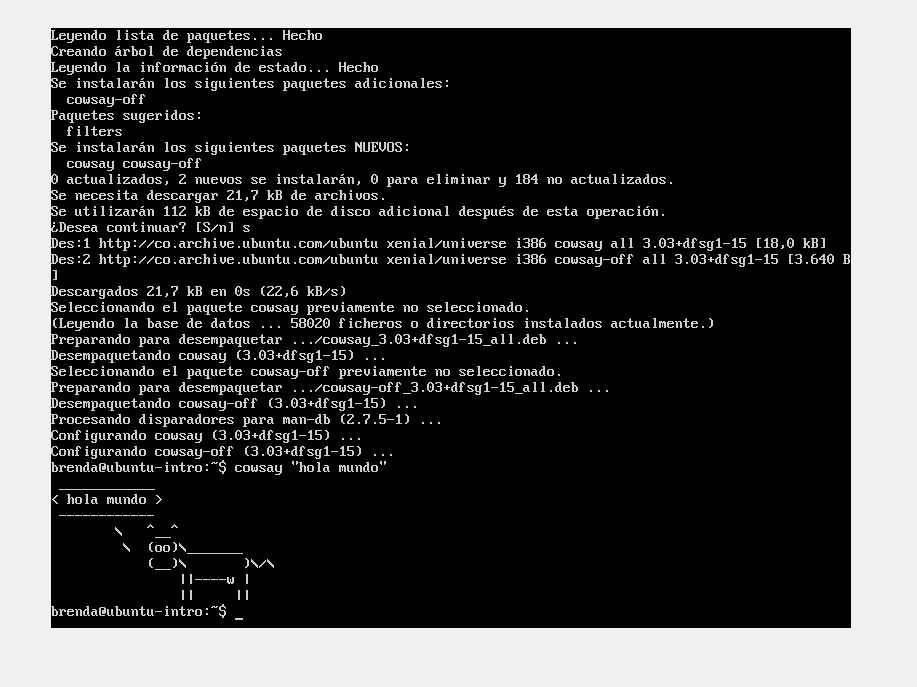 Leyendo lista de paquetes... Hecho
Creando árbol de dependencias
Leyendo la información de estado... Hecho
Se instalarán los siguientes paquetes adicionales:
  cowsay-off
Paquetes sugeridos:
  filters
Se instalarán los siguientes paquetes NUEVOS:
  cowsay cowsay-off
0 actualizados, 2 nuevos se instalarán, 0 para eliminar y 184 no actualizados.
Se necesita descargar 21,7 kB de archivos.
Se utilizarán 112 kB de espacio de disco adicional después de esta operación.
¿Desea continuar? [S/n] s
Des:1 http://co.archive.ubuntu.com/ubuntu xenial/universe i386 cowsay all 3.03+dfsg1-15 [18,0 kB]
Des:2 http://co.archive.ubuntu.com/ubuntu xenial/universe i386 cowsay-off all 3.03+dfsg1-15 [3.640 B
]
Descargados 21,7 kB en 0s (22,6 kB/s)
Seleccionando el paquete cowsay previamente no seleccionado.
(Leyendo la base de datos ... 58020 ficheros o directorios instalados actualmente.)
Preparando para desempaquetar .../cowsay_3.03+dfsg1-15_all.deb ...
Desempaquetando cowsay (3.03+dfsg1-15) ...
Seleccionando el paquete cowsay-off previamente no seleccionado.
Preparando para desempaquetar .../cowsay-off_3.03+dfsg1-15_all.deb ...
Desempaquetando cowsay-off (3.03+dfsg1-15) ...
Procesando disparadores para man-db (2.7.5-1) ...
Configurando cowsay (3.03+dfsg1-15) ...
Configurando cowsay-off (3.03+dfsg1-15) ...
brenda@ubuntu-intro:~$ cowsay "hola mundo"
 ____________
< hola mundo >
 ------------
        \   ^__^
         \  (oo)\_______
            (__)\       )\/\
                ||----w |
                ||     ||
brenda@ubuntu-intro:~$ _